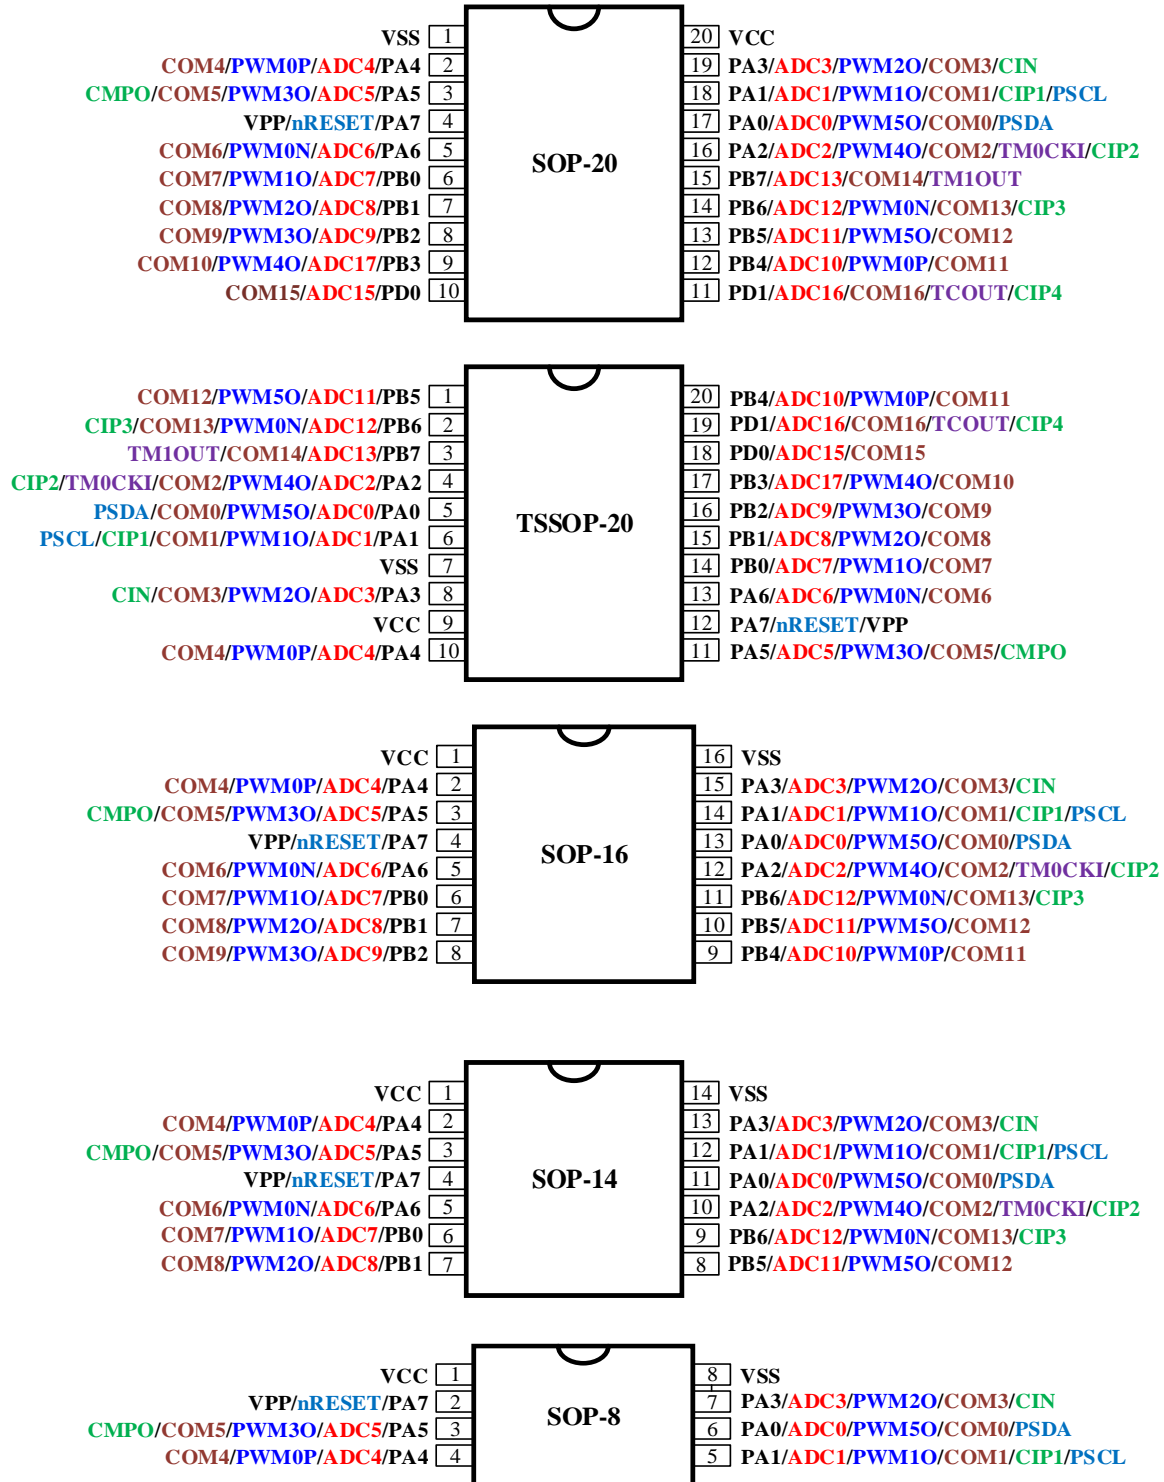 VSS 1 20 VCC
COM4/PWM0P/ADC4/PA4 2 19 PA3/ADC3/PWM2O/COM3/CIN
CMPO/COM5/PWM3O/ADC5/PA5 3 18 PA1/ADC1/PWM1O/COM1/CIP1/PSCL
VPP/nRESET/PA7 4 17 PA0/ADC0/PWM5O/COM0/PSDA
COM6/PWM0N/ADC6/PA6 5 SOP-20 16 PA2/ADC2/PWM4O/COM2/TM0CKI/CIP2
COM7/PWM1O/ADC7/PB0 6 15 PB7/ADC13/COM14/TM1OUT
COM8/PWM2O/ADC8/PB1 7 14 PB6/ADC12/PWM0N/COM13/CIP3
COM9/PWM3O/ADC9/PB2 8 13 PB5/ADC11/PWM5O/COM12
COM10/PWM4O/ADC17/PB3 9 12 PB4/ADC10/PWM0P/COM11
COM15/ADC15/PD0 10 11 PD1/ADC16/COM16/TCOUT/CIP4
COM12/PWM5O/ADC11/PB5 1 20 PB4/ADC10/PWM0P/COM11
CIP3/COM13/PWM0N/ADC12/PB6 2 19 PD1/ADC16/COM16/TCOUT/CIP4
TM1OUT/COM14/ADC13/PB7 3 18 PD0/ADC15/COM15
CIP2/TM0CKI/COM2/PWM4O/ADC2/PA2 4 17 PB3/ADC17/PWM4O/COM10
PSDA/COM0/PWM5O/ADC0/PA0 5 TSSOP-20 16 PB2/ADC9/PWM3O/COM9
PSCL/CIP1/COM1/PWM1O/ADC1/PA1 6 15 PB1/ADC8/PWM2O/COM8
VSS 7 14 PB0/ADC7/PWM1O/COM7
CIN/COM3/PWM2O/ADC3/PA3 8 13 PA6/ADC6/PWM0N/COM6
VCC 9 12 PA7/nRESET/VPP
COM4/PWM0P/ADC4/PA4 10 11 PA5/ADC5/PWM3O/COM5/CMPO
VCC 1 16 VSS
COM4/PWM0P/ADC4/PA4 2 15 PA3/ADC3/PWM2O/COM3/CIN
CMPO/COM5/PWM3O/ADC5/PA5 3 14 PA1/ADC1/PWM1O/COM1/CIP1/PSCL
VPP/nRESET/PA7 4 SOP-16 13 PA0/ADC0/PWM5O/COM0/PSDA
COM6/PWM0N/ADC6/PA6 5 12 PA2/ADC2/PWM4O/COM2/TM0CKI/CIP2
COM7/PWM1O/ADC7/PB0 6 11 PB6/ADC12/PWM0N/COM13/CIP3
COM8/PWM2O/ADC8/PB1 7 10 PB5/ADC11/PWM5O/COM12
COM9/PWM3O/ADC9/PB2 8 9 PB4/ADC10/PWM0P/COM11
VCC 1 14 VSS
COM4/PWM0P/ADC4/PA4 2 13 PA3/ADC3/PWM2O/COM3/CIN
CMPO/COM5/PWM3O/ADC5/PA5 3 12 PA1/ADC1/PWM1O/COM1/CIP1/PSCL
VPP/nRESET/PA7 4 SOP-14 11 PA0/ADC0/PWM5O/COM0/PSDA
COM6/PWM0N/ADC6/PA6 5 10 PA2/ADC2/PWM4O/COM2/TM0CKI/CIP2
COM7/PWM1O/ADC7/PB0 6 9 PB6/ADC12/PWM0N/COM13/CIP3
COM8/PWM2O/ADC8/PB1 7 8 PB5/ADC11/PWM5O/COM12
VCC 1 8 VSS
VPP/nRESET/PA7 2 7 PA3/ADC3/PWM2O/COM3/CIN
CMPO/COM5/PWM3O/ADC5/PA5 3 SOP-8 6 PA0/ADC0/PWM5O/COM0/PSDA
COM4/PWM0P/ADC4/PA4 4 5 PA1/ADC1/PWM1O/COM1/CIP1/PSCL